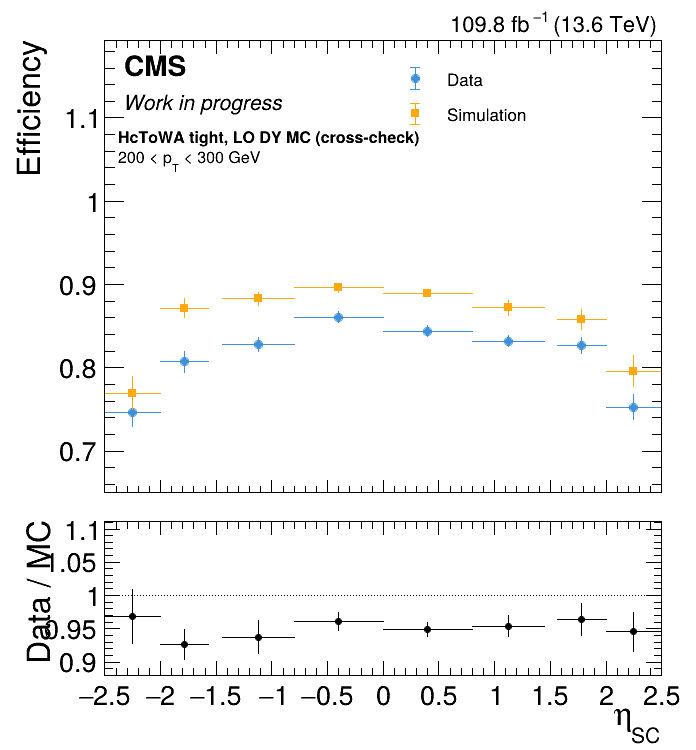 109.8 fb⁻¹ (13.6 TeV)
CMS
Work in progress
Data
Simulation
HcToWA tight, LO DY MC (cross-check)
200 < p_T < 300 GeV
Efficiency
1.1
1
0.9
0.8
0.7
Data / MC
1.1
1.05
1
0.95
0.9
−2.5 −2 −1.5 −1 −0.5 0 0.5 1 1.5 2 2.5
η_SC